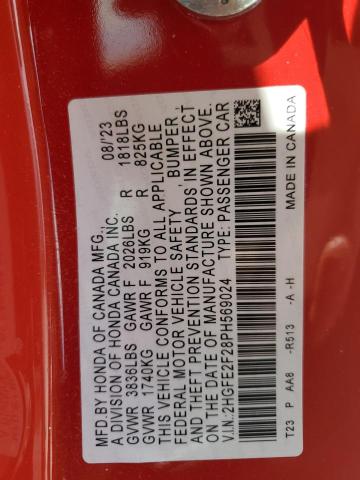 MFD.BY HONDA OF CANADA MFG., 08/'23
A DIVISION OF HONDA CANADA INC.
GVWR 3836LBS GAWR F 2026LBS R 1818LBS
GVWR 1740KG GAWR F 919KG R 825KG
THIS VEHICLE CONFORMS TO ALL APPLICABLE
FEDERAL MOTOR VEHICLE SAFETY, BUMPER,
AND THEFT PREVENTION STANDARDS IN EFFECT
ON THE DATE OF MANUFACTURE SHOWN ABOVE.
V.I.N.:2HGFE2F28PH569024 TYPE: PASSENGER CAR
T23 P AA8 -R513 -A -H MADE IN CANADA